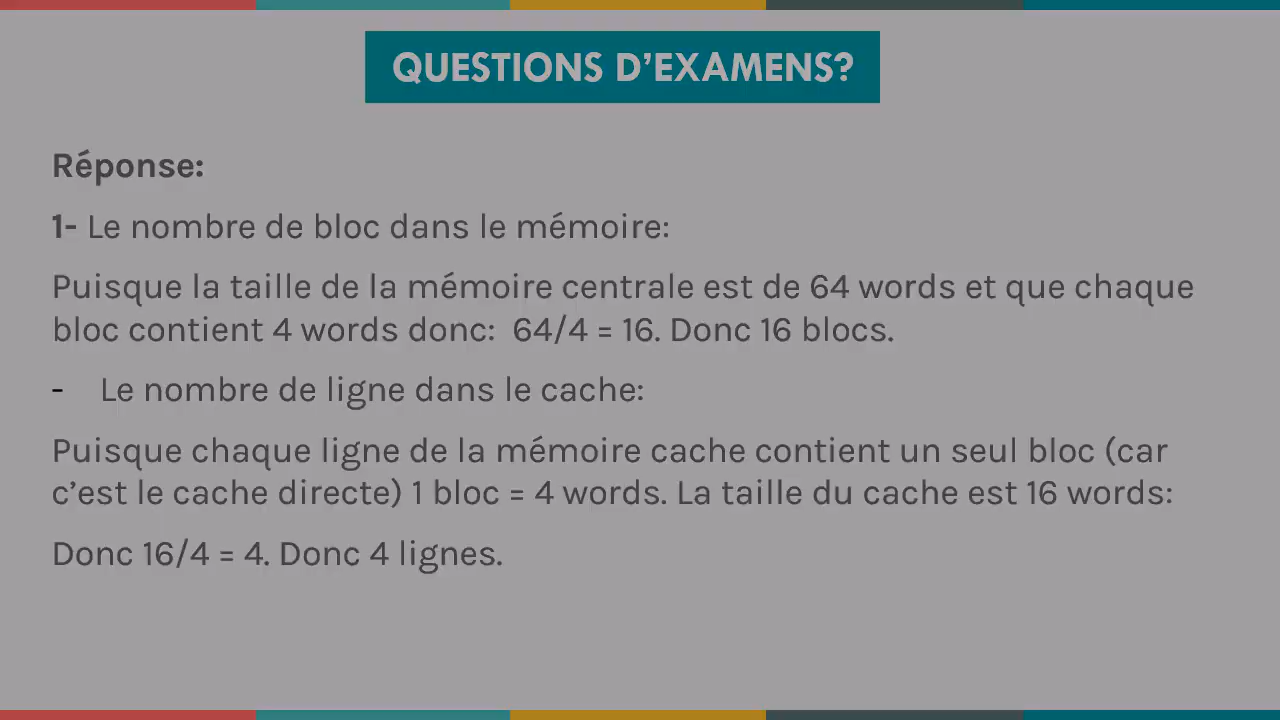 QUESTIONS D’EXAMENS?
Réponse:
1- Le nombre de bloc dans le mémoire:
Puisque la taille de la mémoire centrale est de 64 words et que chaque
bloc contient 4 words donc: 64/4 = 16. Donc 16 blocs.
- Le nombre de ligne dans le cache:
Puisque chaque ligne de la mémoire cache contient un seul bloc (car
c’est le cache directe) 1 bloc = 4 words. La taille du cache est 16 words:
Donc 16/4 = 4. Donc 4 lignes.